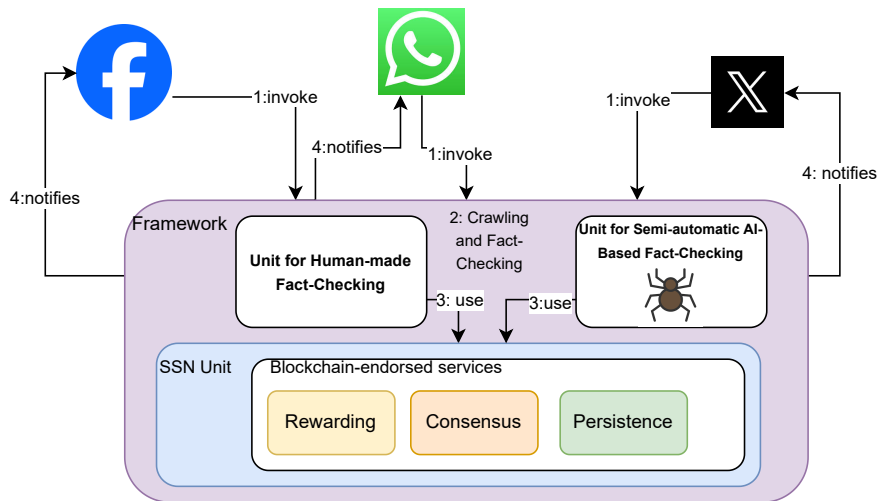 1:invoke
4:notifies
1:invoke
1:invoke
4:notifies
4: notifies
Framework
Unit for Human-made
Fact-Checking
2: Crawling
and Fact-
Checking
Unit for Semi-automatic AI-
Based Fact-Checking
3: use
3:use
SSN Unit
Blockchain-endorsed services
Rewarding
Consensus
Persistence